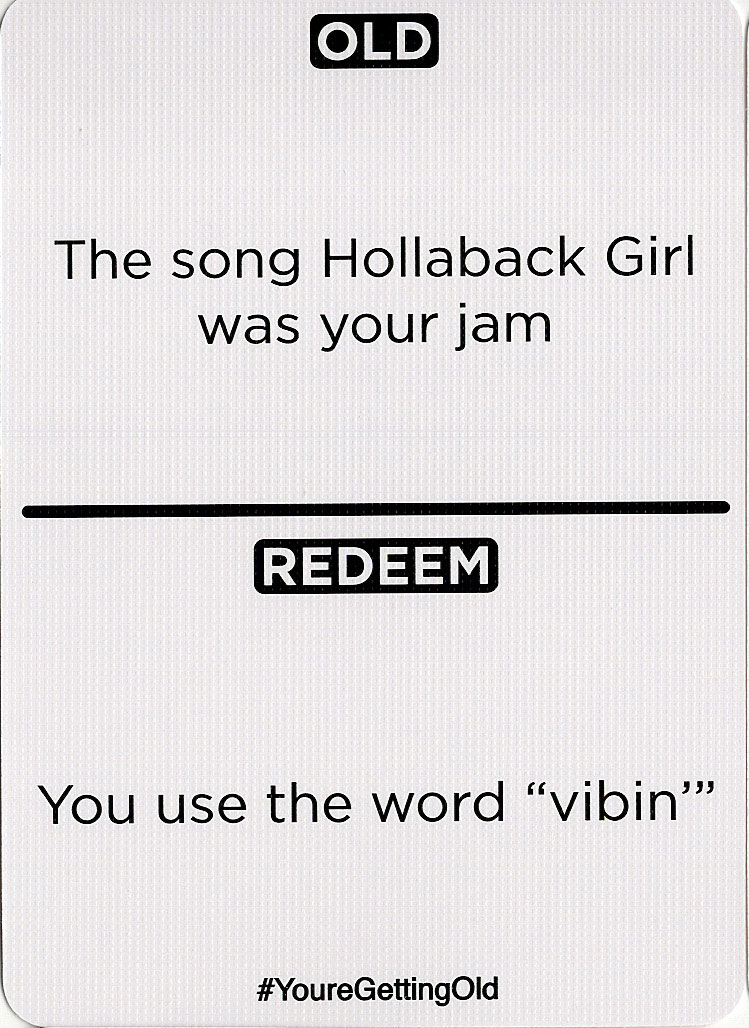 OLD
The song Hollaback Girl
was your jam
REDEEM
You use the word “vibin’”
#YoureGettingOld